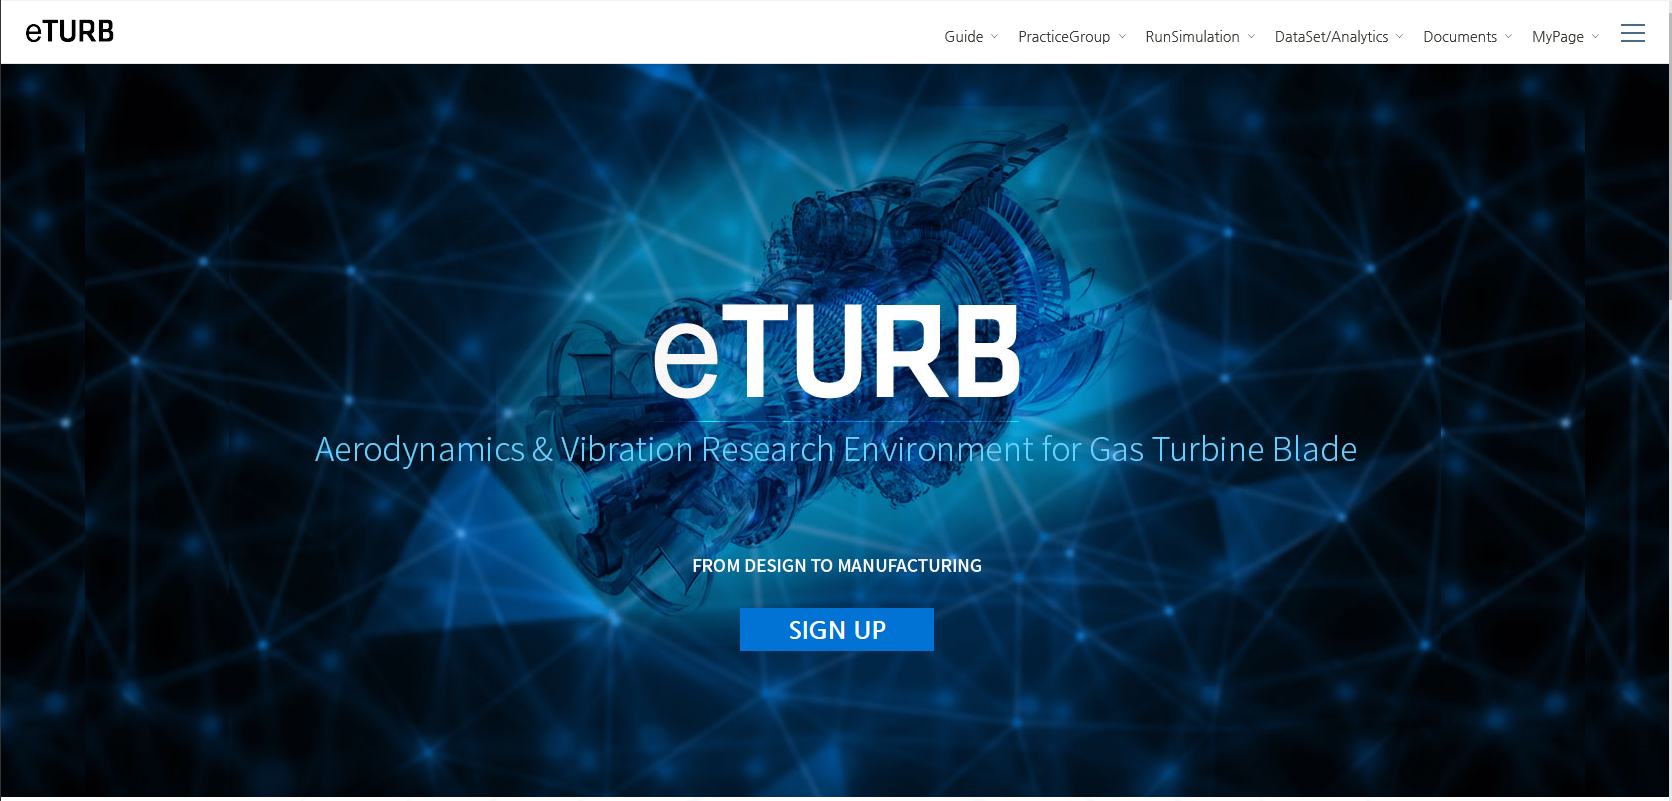 eTURB
Guide PracticeGroup RunSimulation DataSet/Analytics Documents MyPage
eTURB
Aerodynamics & Vibration Research Environment for Gas Turbine Blade
FROM DESIGN TO MANUFACTURING
SIGN UP